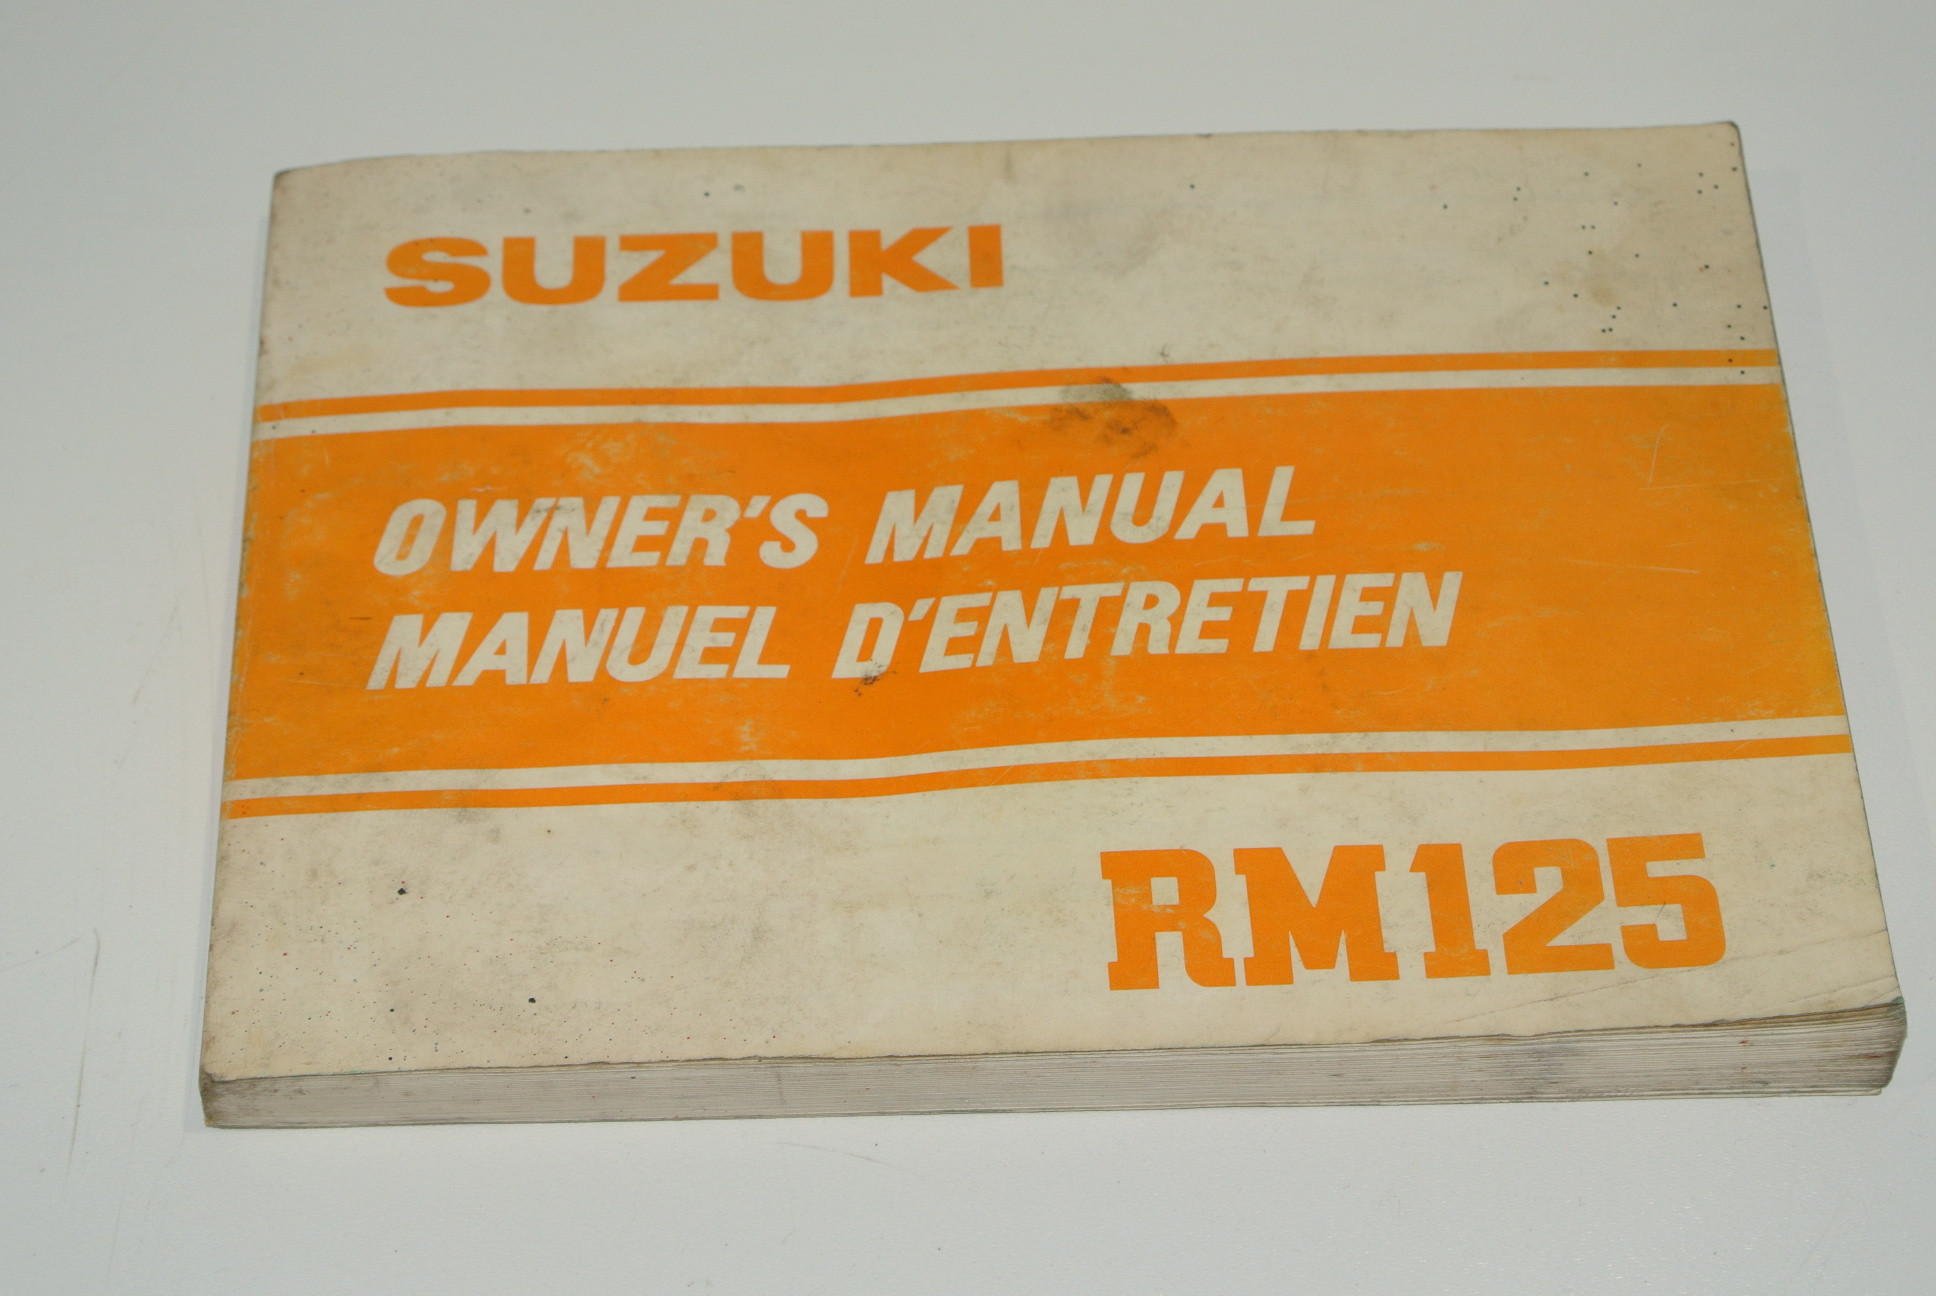 SUZUKI
OWNER'S MANUAL
MANUEL D'ENTRETIEN
RM125